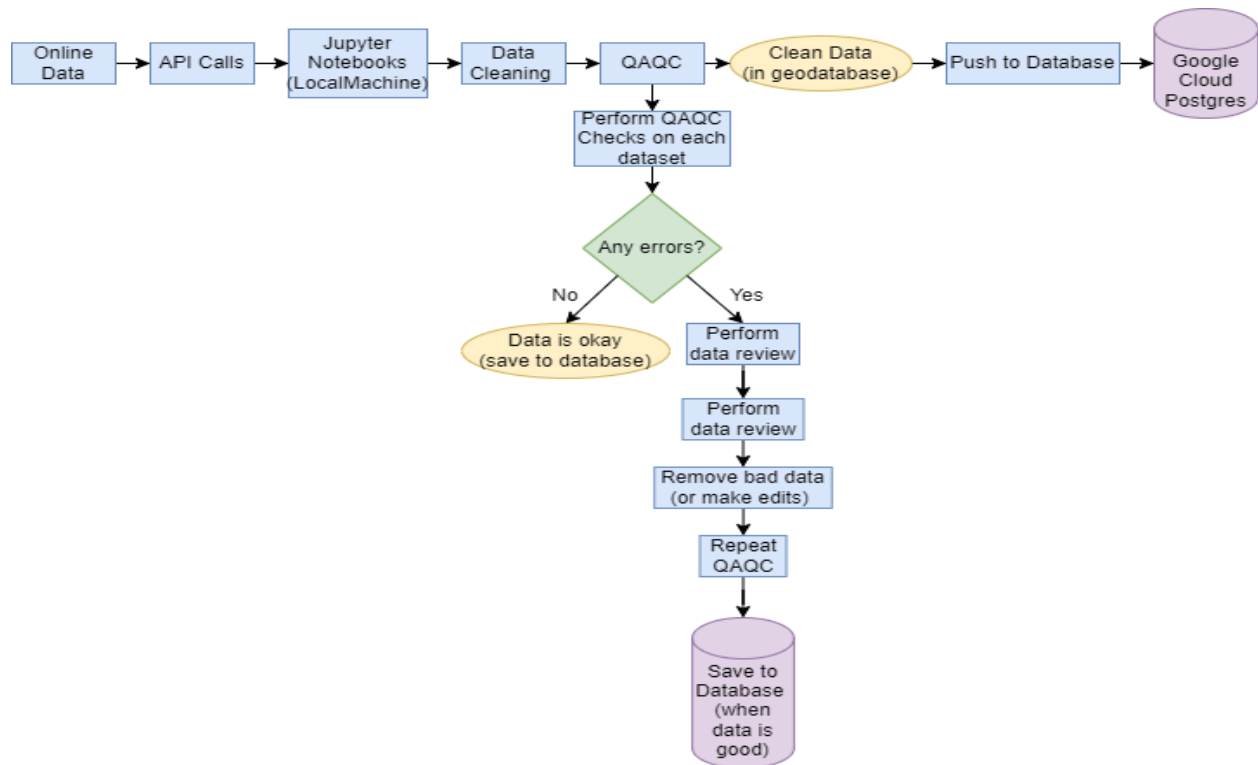 Online
Data
API Calls
Jupyter
Notebooks
(LocalMachine)
Data
Cleaning
QAQC
Clean Data
(in geodatabase)
Push to Database
Google
Cloud
Postgres
Perform QAQC
Checks on each
dataset
Any errors?
No
Yes
Data is okay
(save to database)
Perform
data review
Perform
data review
Remove bad data
(or make edits)
Repeat
QAQC
Save to
Database
(when
data is
good)